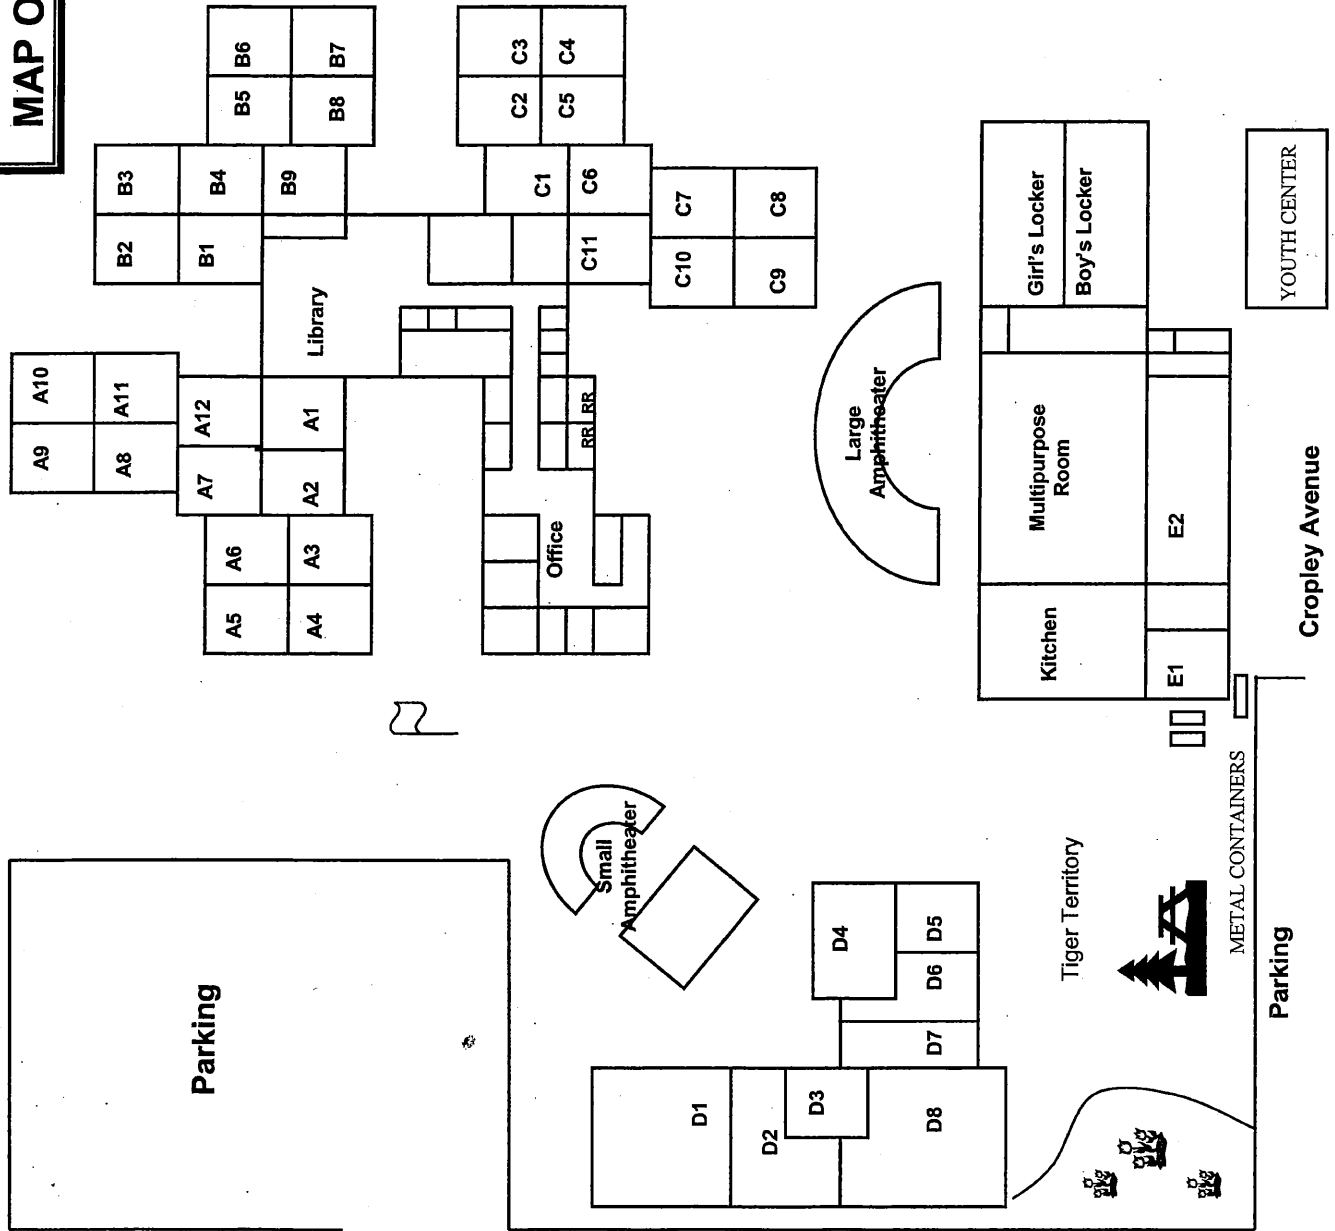 MAP O
B6
B7
B5
B8
C3
C4
C2
C5
B3
B4
B9
C1
C6
B2
B1
C11
C7
C8
C10
C9
Girl's Locker
Boy's Locker
YOUTH CENTER
Library
A10
A11
A12
A1
A9
A8
A7
A2
RR
RR
Large
Amphitheater
Multipurpose
Room
A6
A3
Office
E2
A5
A4
Kitchen
E1
Cropley Avenue
Small
Amphitheater
METAL CONTAINERS
Tiger Territory
D4
D5
D6
D7
Parking
Parking
D1
D2
D3
D8